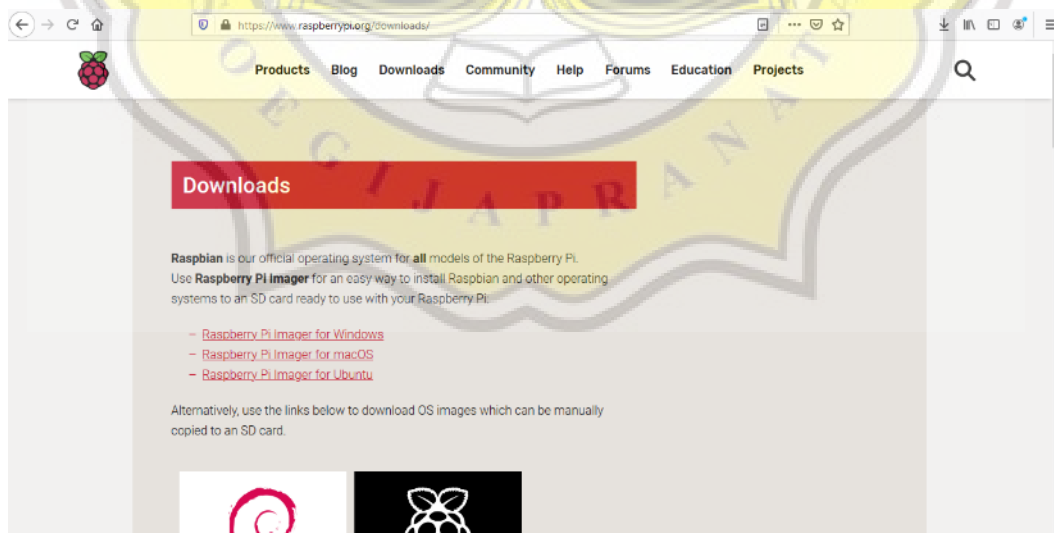 https://www.raspberrypi.org/downloads/
Products Blog Downloads Community Help Forums Education Projects
Downloads
Raspbian is our official operating system for all models of the Raspberry Pi.
Use Raspberry Pi Imager for an easy way to install Raspbian and other operating
systems to an SD card ready to use with your Raspberry Pi:
– Raspberry Pi Imager for Windows
– Raspberry Pi Imager for macOS
– Raspberry Pi Imager for Ubuntu
Alternatively, use the links below to download OS images which can be manually
copied to an SD card.
SOEGIJAPRANATA